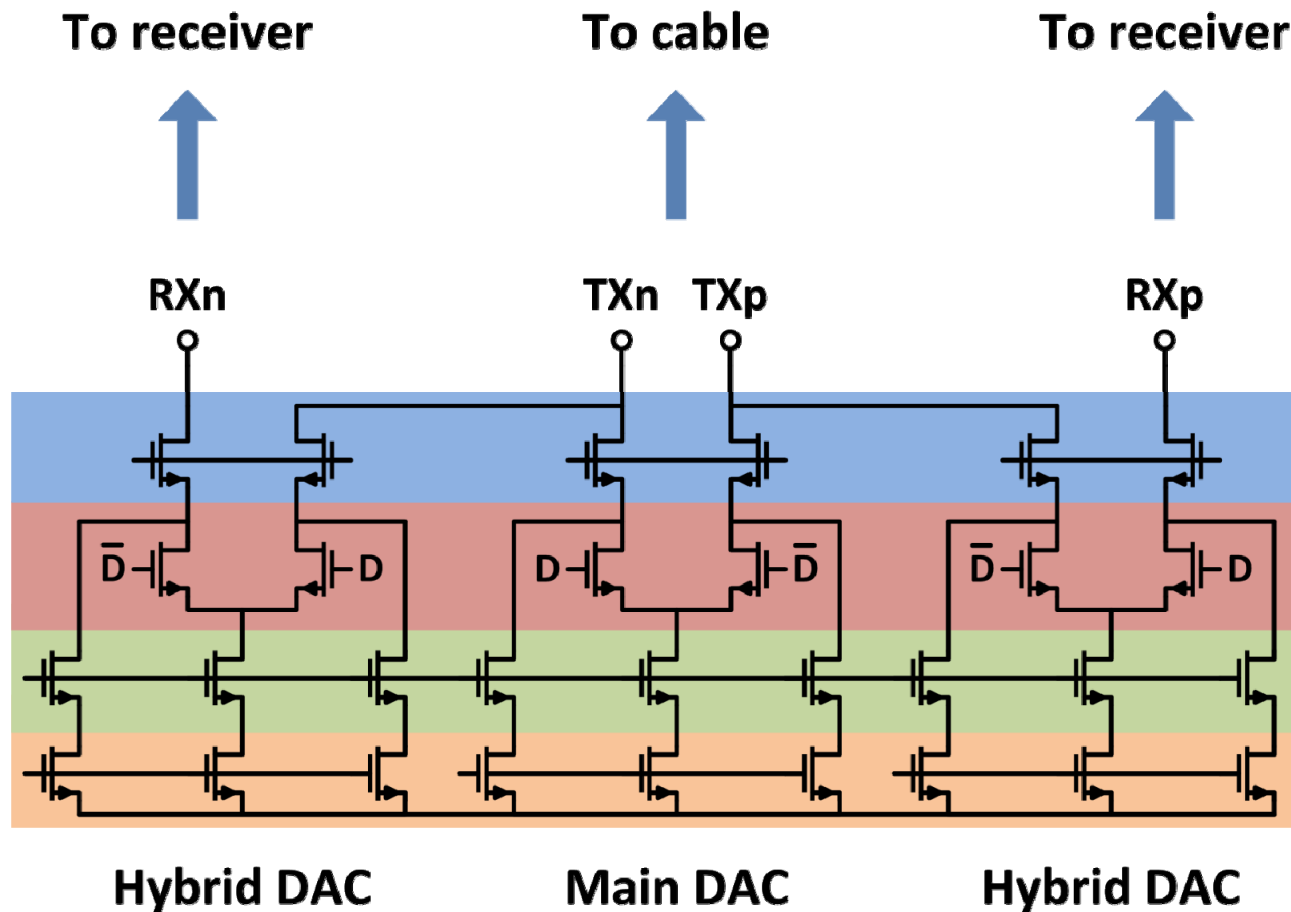 To receiver To cable To receiver
RXn TXn TXp RXp
D̅ D D D̅ D̅ D
Hybrid DAC Main DAC Hybrid DAC